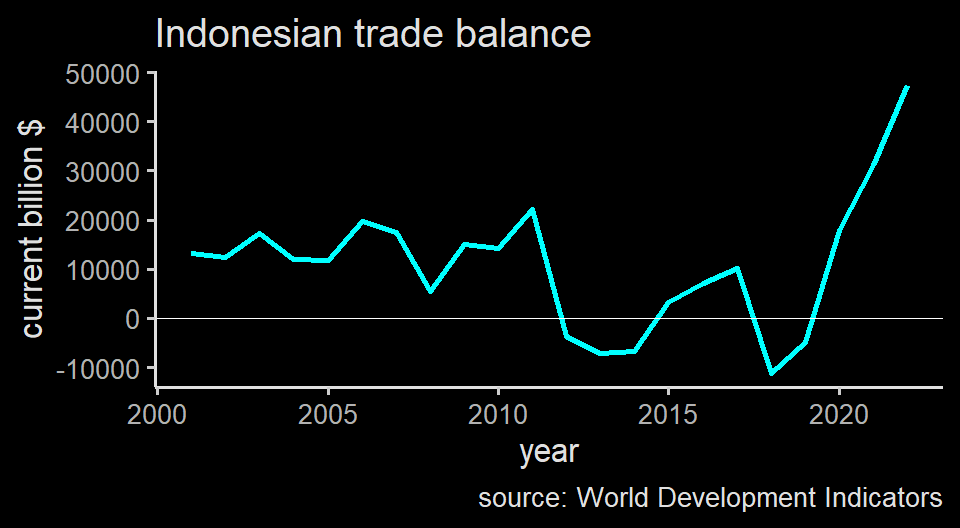 Indonesian trade balance
50000
40000
30000
20000
10000
0
-10000
current billion $
2000 2005 2010 2015 2020
year
source: World Development Indicators